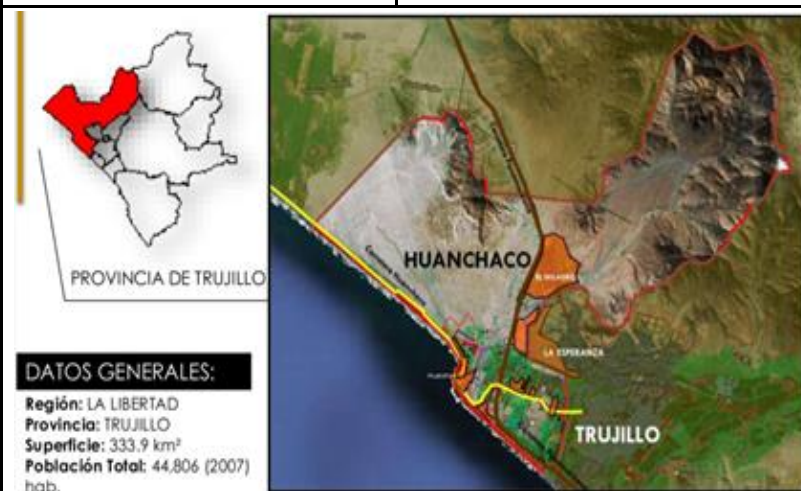 PROVINCIA DE TRUJILLO
DATOS GENERALES:
Región: LA LIBERTAD
Provincia: TRUJILLO
Superficie: 333.9 km²
Población Total: 44,806 (2007)
hab.
HUANCHACO
EL MILAGRO
LA ESPERANZA
TRUJILLO